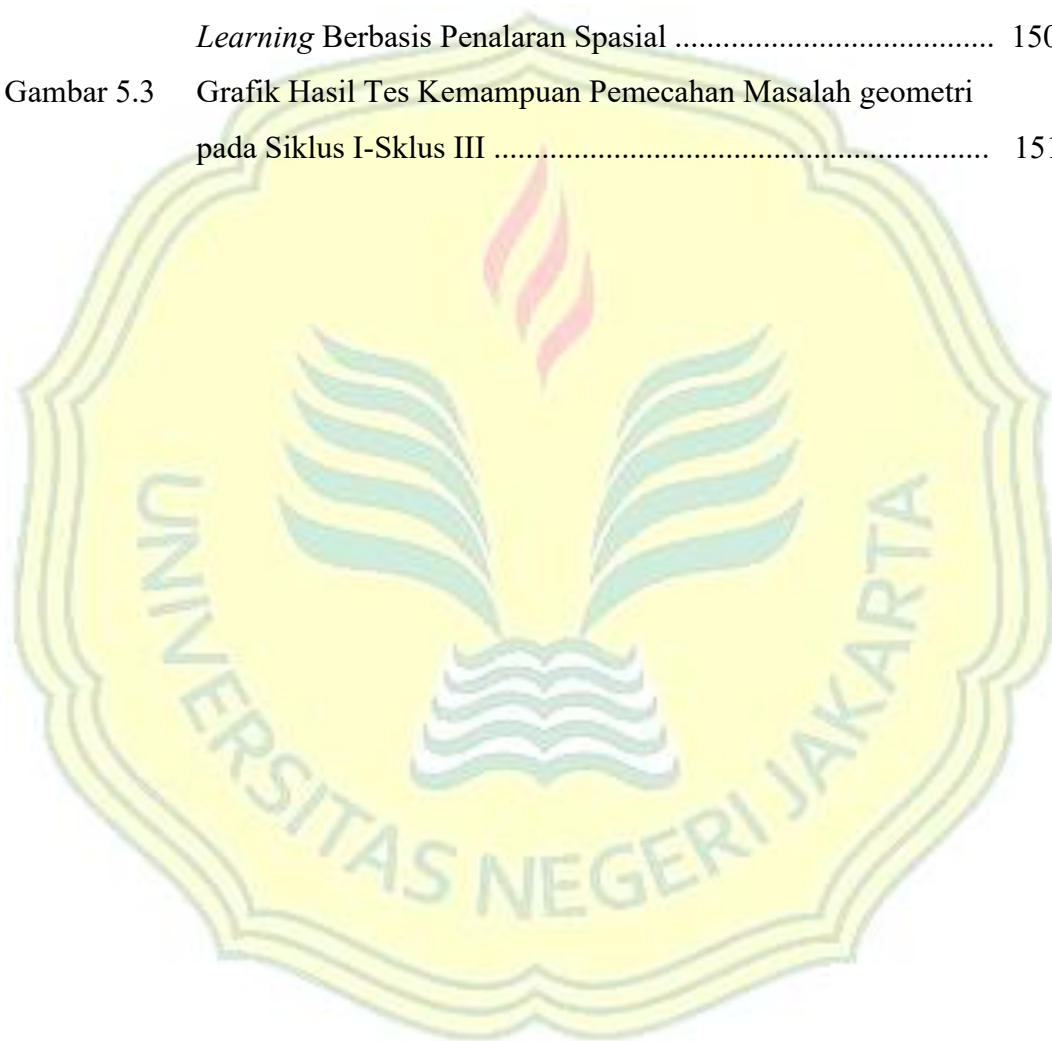 Learning Berbasis Penalaran Spasial ........................................ 150
Gambar 5.3 Grafik Hasil Tes Kemampuan Pemecahan Masalah geometri
pada Siklus I-Sklus III .............................................................. 151
UNIVERSITAS NEGERI JAKARTA